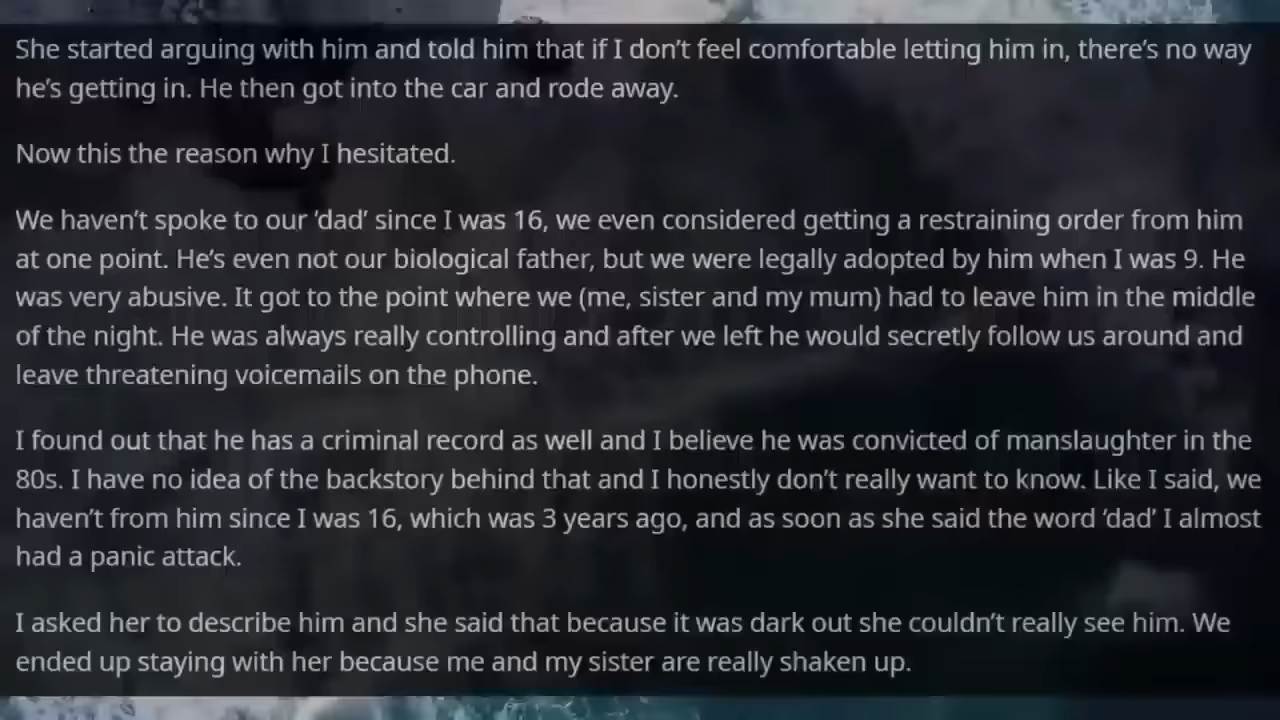 She started arguing with him and told him that if I don’t feel comfortable letting him in, there’s no way
he’s getting in. He then got into the car and rode away.
Now this the reason why I hesitated.
We haven’t spoke to our ‘dad’ since I was 16, we even considered getting a restraining order from him
at one point. He’s even not our biological father, but we were legally adopted by him when I was 9. He
was very abusive. It got to the point where we (me, sister and my mum) had to leave him in the middle
of the night. He was always really controlling and after we left he would secretly follow us around and
leave threatening voicemails on the phone.
I found out that he has a criminal record as well and I believe he was convicted of manslaughter in the
80s. I have no idea of the backstory behind that and I honestly don’t really want to know. Like I said, we
haven’t from him since I was 16, which was 3 years ago, and as soon as she said the word ‘dad’ I almost
had a panic attack.
I asked her to describe him and she said that because it was dark out she couldn’t really see him. We
ended up staying with her because me and my sister are really shaken up.